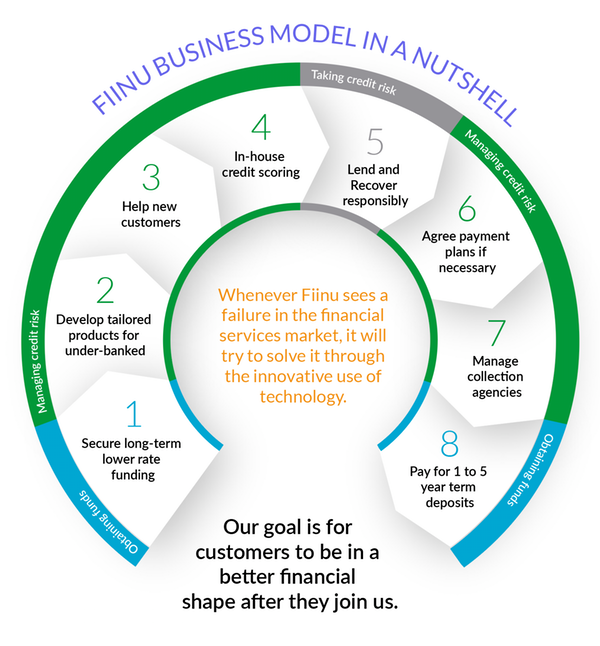 FIINU BUSINESS MODEL IN A NUTSHELL
Obtaining funds
1
Secure long-term
lower rate
funding
Managing credit risk
2
Develop tailored
products for
under-banked
3
Help new
customers
4
In-house
credit scoring
Taking credit risk
5
Lend and
Recover
responsibly
Managing credit risk
6
Agree payment
plans if
necessary
7
Manage
collection
agencies
Obtaining funds
8
Pay for 1 to 5
year term
deposits
Whenever Fiinu sees a
failure in the financial
services market, it will
try to solve it through
the innovative use of
technology.
Our goal is for
customers to be in a
better financial
shape after they join us.